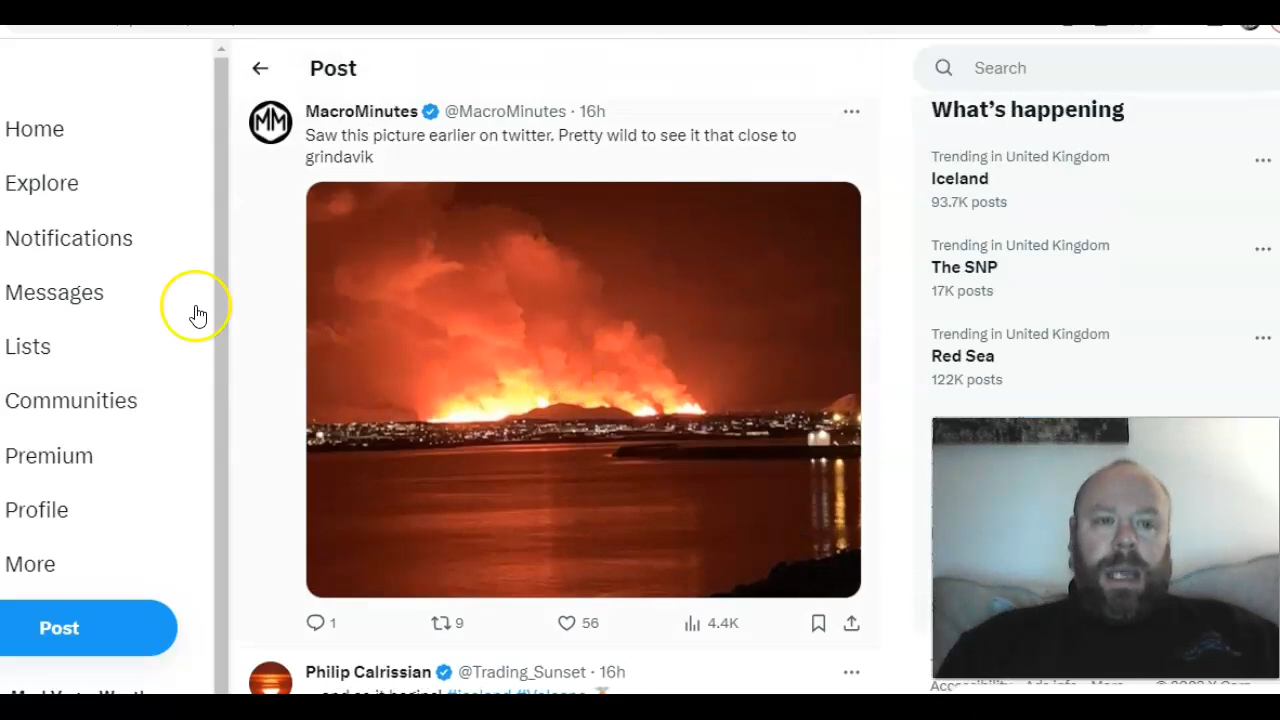 Home
Explore
Notifications
Messages
Lists
Communities
Premium
Profile
More
Post
Post
MacroMinutes @MacroMinutes · 16h
Saw this picture earlier on twitter. Pretty wild to see it that close to
grindavik
1 9 56 4.4K
Philip Calrissian @Trading_Sunset · 16h
Search
What's happening
Trending in United Kingdom
Iceland
93.7K posts
Trending in United Kingdom
The SNP
17K posts
Trending in United Kingdom
Red Sea
122K posts